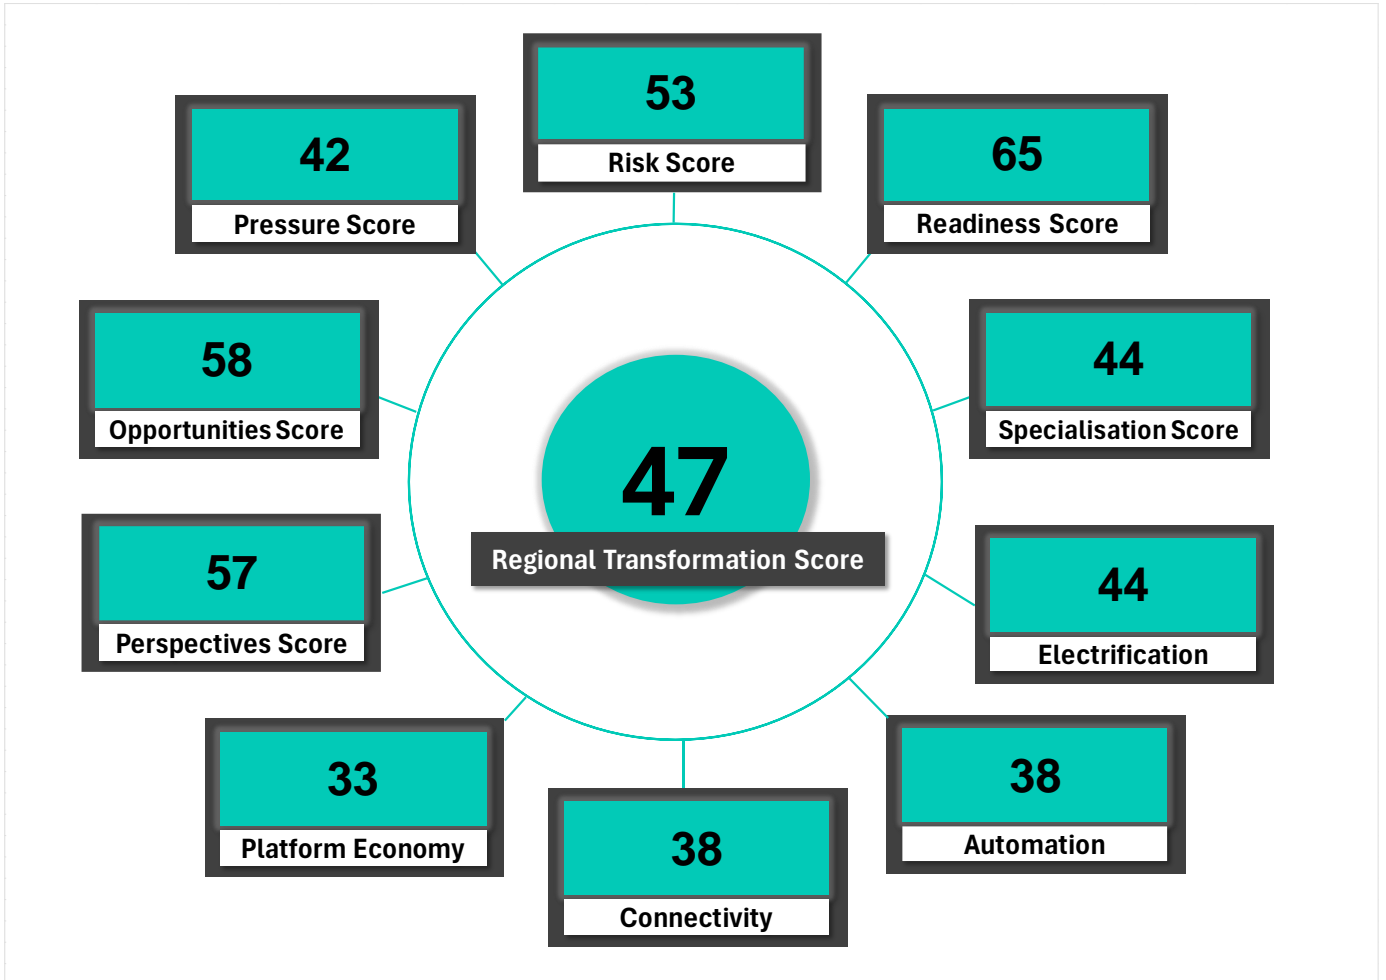 53
Risk Score
42
Pressure Score
65
Readiness Score
58
Opportunities Score
44
Specialisation Score
47
Regional Transformation Score
57
Perspectives Score
44
Electrification
33
Platform Economy
38
Automation
38
Connectivity